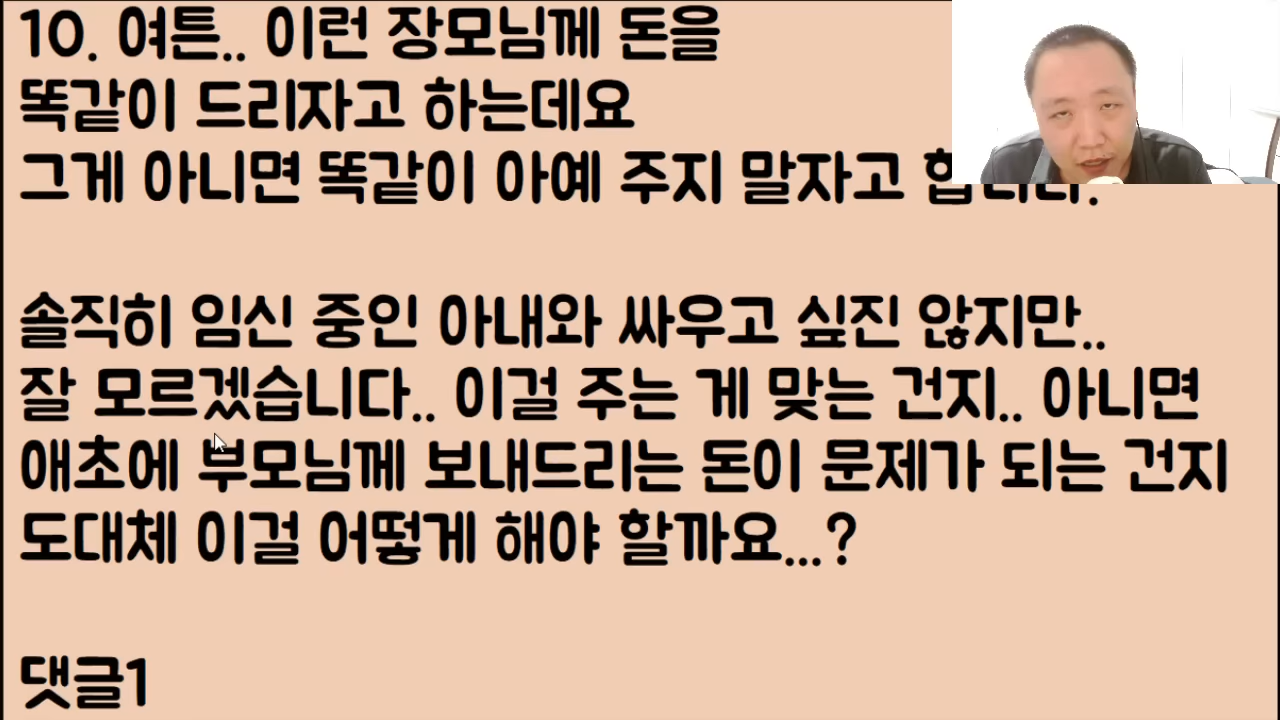 10. 여튼.. 이런 장모님께 돈을
똑같이 드리자고 하는데요
그게 아니면 똑같이 아예 주지 말자고
솔직히 임신 중인 아내와 싸우고 싶진 않지만..
잘 모르겠습니다.. 이걸 주는 게 맞는 건지.. 아니면
애초에 부모님께 보내드리는 돈이 문제가 되는 건지
도대체 이걸 어떻게 해야 할까요...?
댓글1